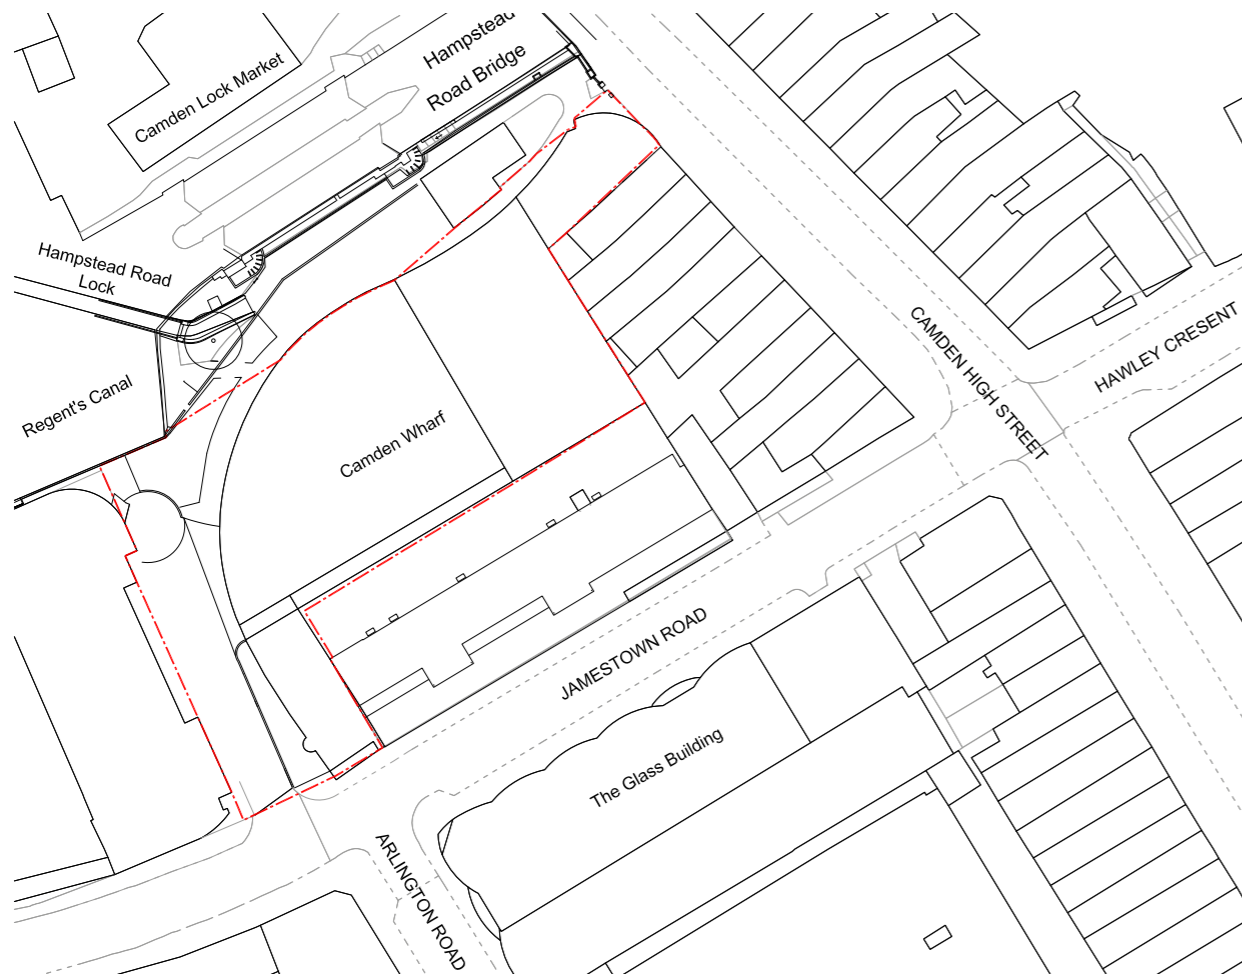 Hampstead
Road Bridge
Camden Lock Market
Hampstead Road
Lock
Regent's Canal
Camden Wharf
CAMDEN HIGH STREET
HAWLEY CRESENT
JAMESTOWN ROAD
The Glass Building
ARLINGTON ROAD